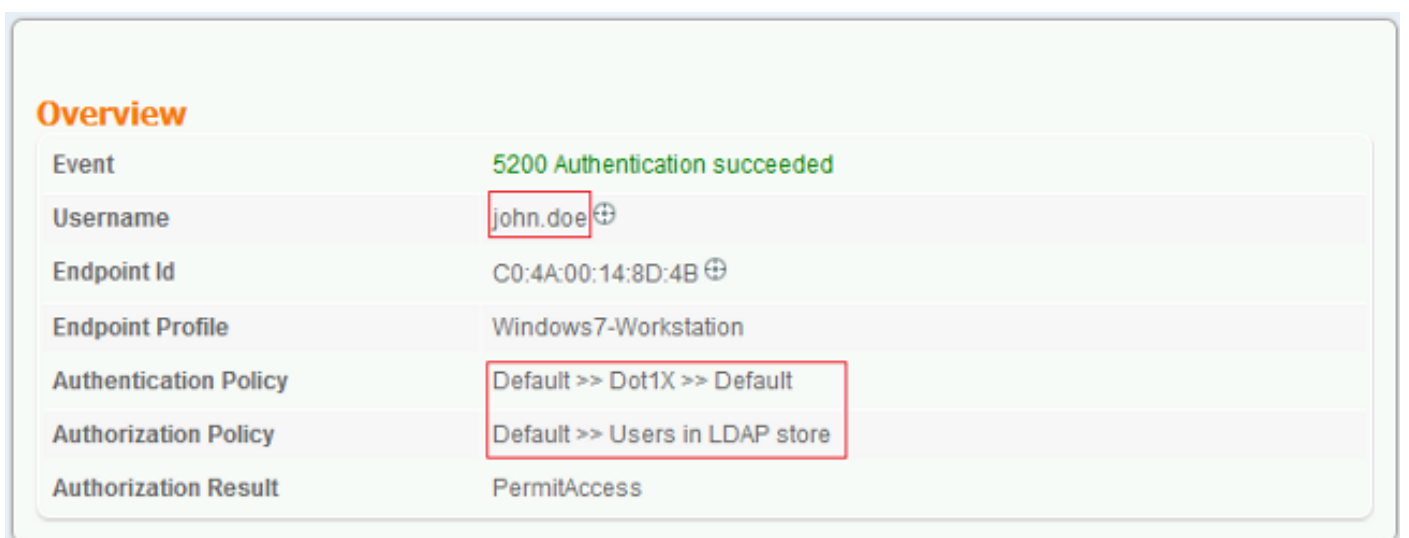 Overview
Event 5200 Authentication succeeded
Username john.doe
Endpoint Id C0:4A:00:14:8D:4B
Endpoint Profile Windows7-Workstation
Authentication Policy Default >> Dot1X >> Default
Authorization Policy Default >> Users in LDAP store
Authorization Result PermitAccess